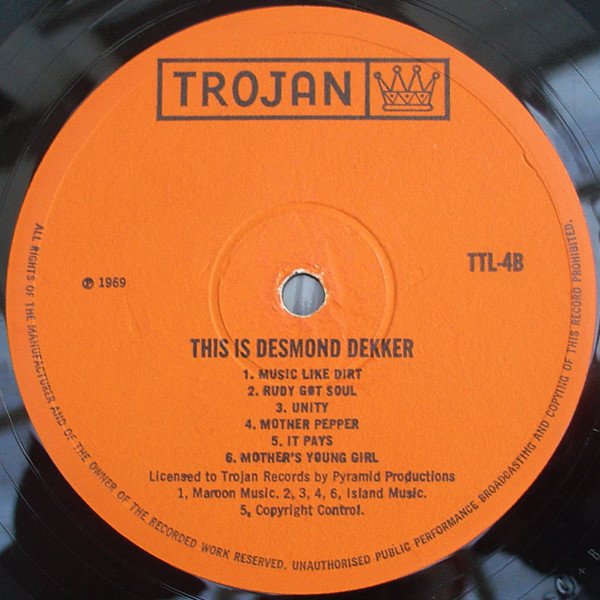 TROJAN
℗ 1969
TTL-4B
THIS IS DESMOND DEKKER
1. MUSIC LIKE DIRT
2. RUDY GOT SOUL
3. UNITY
4. MOTHER PEPPER
5. IT PAYS
6. MOTHER'S YOUNG GIRL
Licensed to Trojan Records by Pyramid Productions
1, Maroon Music. 2, 3, 4, 6, Island Music.
5, Copyright Control.
ALL RIGHTS OF THE MANUFACTURER AND OF THE OWNER OF THE RECORDED WORK RESERVED. UNAUTHORISED PUBLIC PERFORMANCE BROADCASTING AND COPYING OF THIS RECORD PROHIBITED.